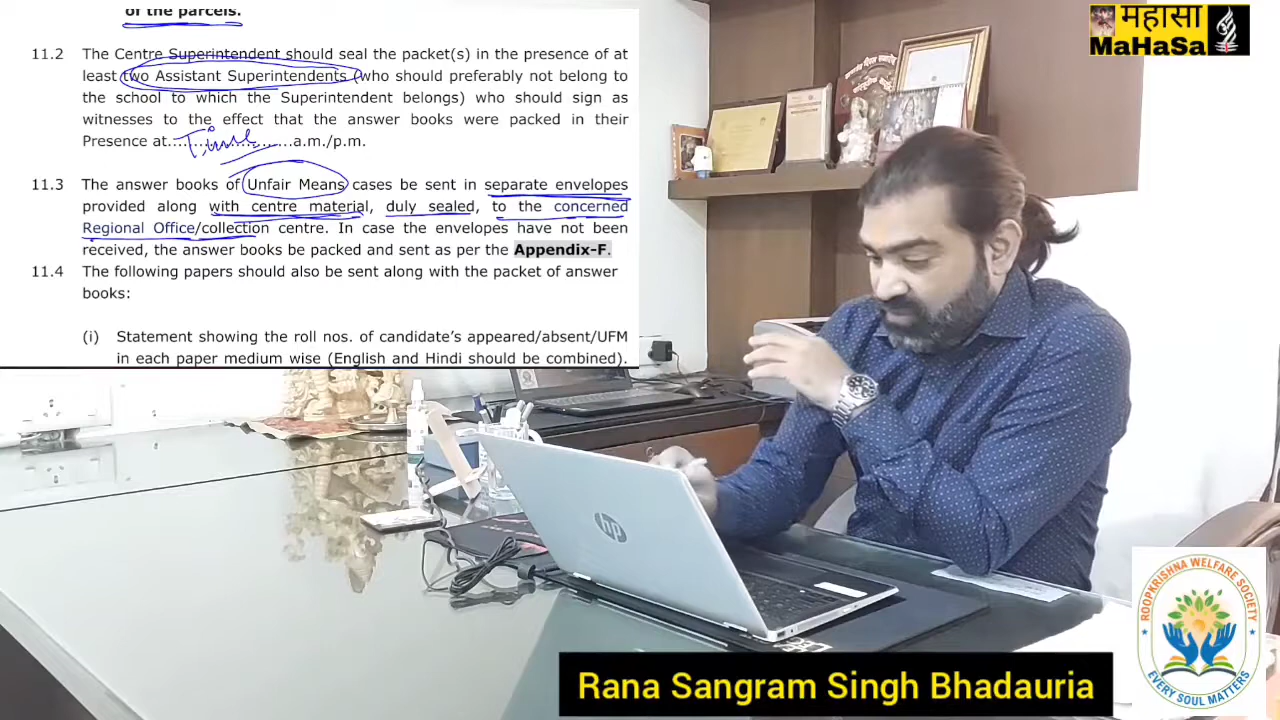 of the parcels.
11.2 The Centre Superintendent should seal the packet(s) in the presence of at
least two Assistant Superintendents (who should preferably not belong to
the school to which the Superintendent belongs) who should sign as
witnesses to the effect that the answer books were packed in their
Presence at.......................a.m./p.m.
Time
11.3 The answer books of Unfair Means cases be sent in separate envelopes
provided along with centre material, duly sealed, to the concerned
Regional Office/collection centre. In case the envelopes have not been
received, the answer books be packed and sent as per the Appendix-F.
11.4 The following papers should also be sent along with the packet of answer
books:
(i) Statement showing the roll nos. of candidate's appeared/absent/UFM
in each paper medium wise (English and Hindi should be combined).
महासा
MaHaSa
hp
ROOPKRISHNA WELFARE SOCIETY
EVERY SOUL MATTERS
Rana Sangram Singh Bhadauria